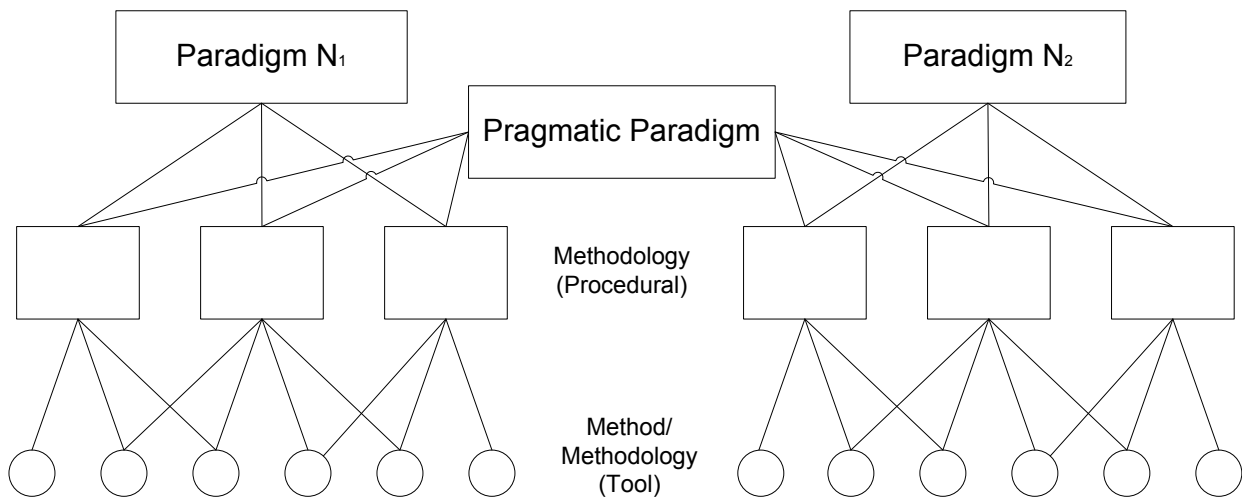 Paradigm N₁
Paradigm N₂
Pragmatic Paradigm
Methodology
(Procedural)
Method/
Methodology
(Tool)